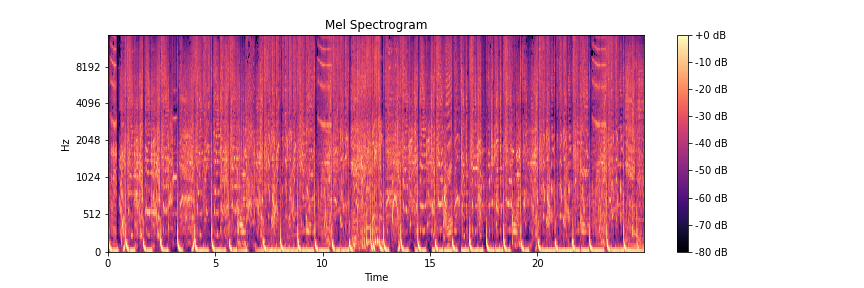 Mel Spectrogram
Hz
8192
4096
2048
1024
512
0
0
5
10
15
20
Time
+0 dB
-10 dB
-20 dB
-30 dB
-40 dB
-50 dB
-60 dB
-70 dB
-80 dB